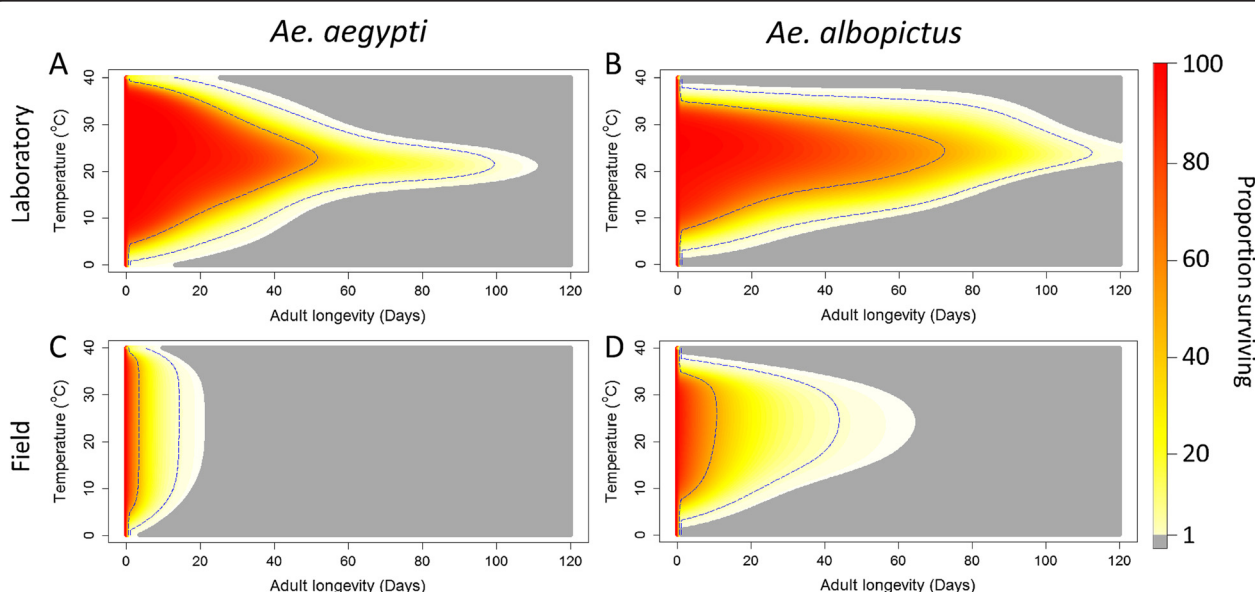 Ae. aegypti
Ae. albopictus
Laboratory
A
Temperature (°C)
40
30
20
10
0
0 20 40 60 80 100 120
Adult longevity (Days)
B
Temperature (°C)
40
30
20
10
0
0 20 40 60 80 100 120
Adult longevity (Days)
Field
C
Temperature (°C)
40
30
20
10
0
0 20 40 60 80 100 120
Adult longevity (Days)
D
Temperature (°C)
40
30
20
10
0
0 20 40 60 80 100 120
Adult longevity (Days)
100
80
60
40
20
1
Proportion surviving